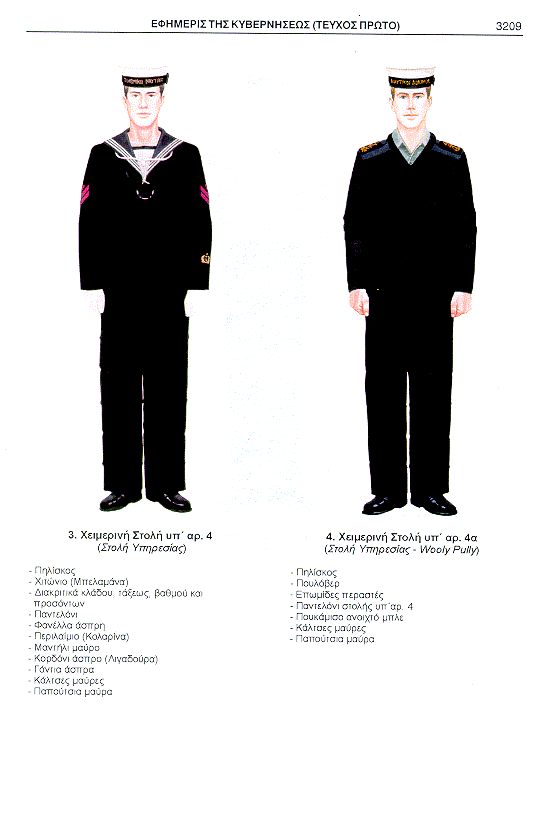 ΕΦΗΜΕΡΙΣ ΤΗΣ ΚΥΒΕΡΝΗΣΕΩΣ (ΤΕΥΧΟΣ ΠΡΩΤΟ)
3209
3. Χειμερινή Στολή υπ΄ αρ. 4
(Στολή Υπηρεσίας)
- Πηλίσκος
- Χιτώνιο (Μπελαμάνα)
- Διακριτικά κλάδου, τάξεως, βαθμού και
προσόντων
- Παντελόνι
- Φανέλλα άσπρη
- Περιλαίμιο (Κολαρίνα)
- Μαντήλι μαύρο
- Κορδόνι άσπρο (Λιγαδούρα)
- Γάντια άσπρα
- Κάλτσες μαύρες
- Παπούτσια μαύρα
4. Χειμερινή Στολή υπ΄ αρ. 4α
(Στολή Υπηρεσίας - Wooly Pully)
- Πηλίσκος
- Πουλόβερ
- Επωμίδες περαστές
- Παντελόνι στολής υπ΄αρ. 4
- Πουκάμισο ανοιχτό μπλε
- Κάλτσες μαύρες
- Παπούτσια μαύρα